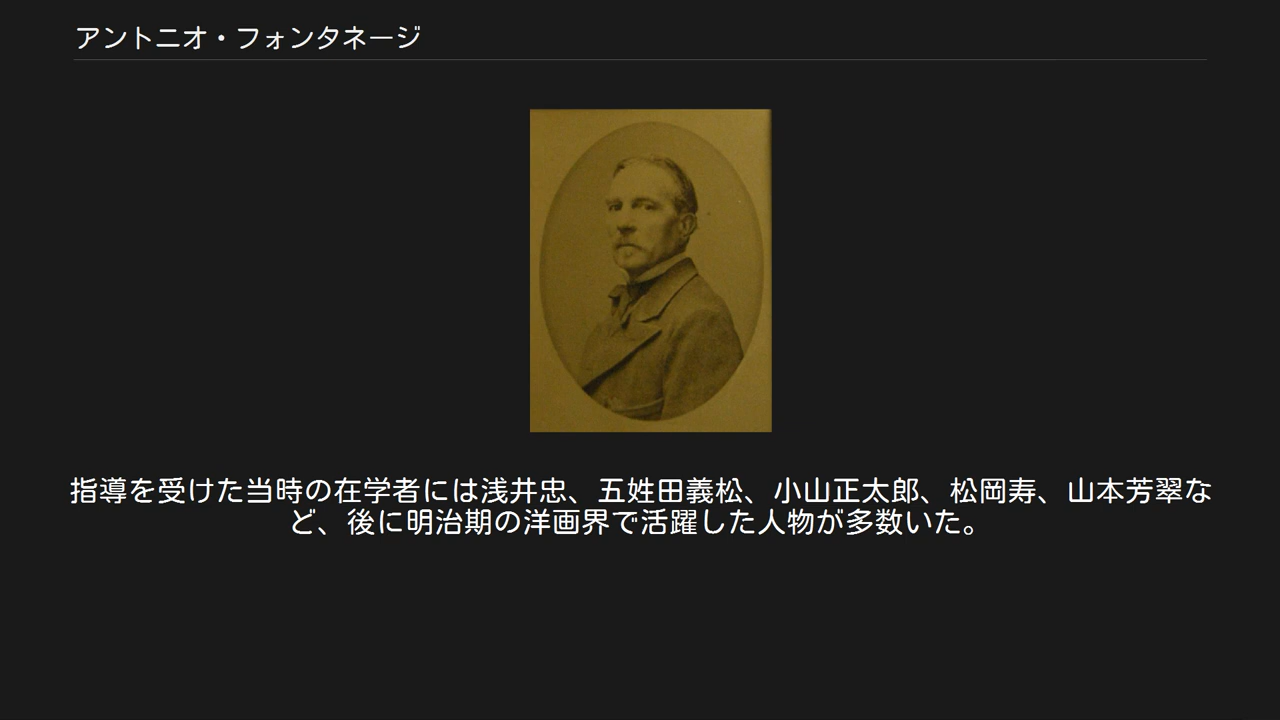 アントニオ・フォンタネージ
指導を受けた当時の在学者には浅井忠、五姓田義松、小山正太郎、松岡寿、山本芳翠な
ど、後に明治期の洋画界で活躍した人物が多数いた。